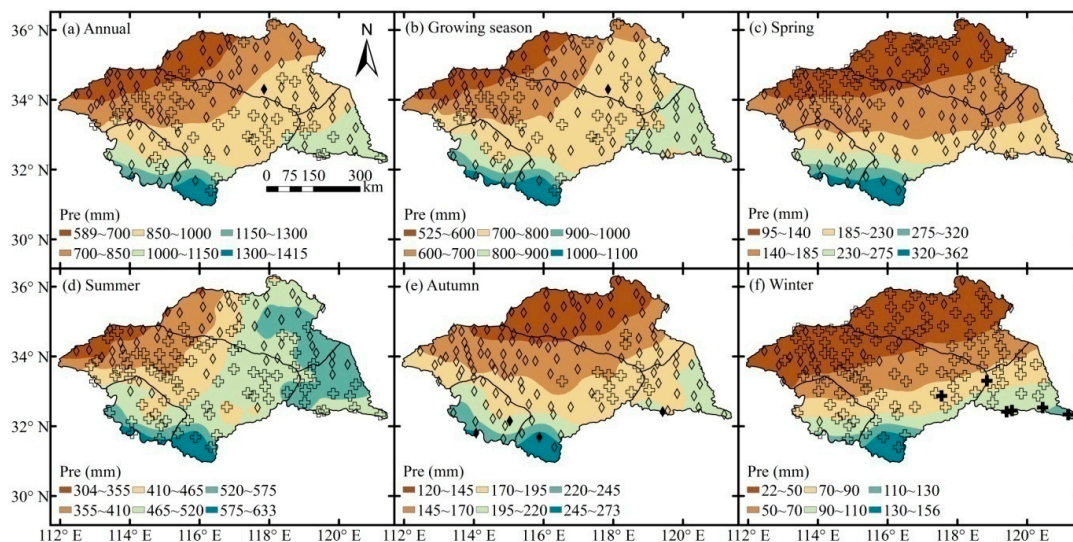 36° N
34° N
32° N
30° N
(a) Annual
N
0 75 150 300
km
Pre (mm)
589~700 850~1000 1150~1300
700~850 1000~1150 1300~1415
(b) Growing season
Pre (mm)
525~600 700~800 900~1000
600~700 800~900 1000~1100
(c) Spring
Pre (mm)
95~140 185~230 275~320
140~185 230~275 320~362
36° N
34° N
32° N
30° N
(d) Summer
Pre (mm)
304~355 410~465 520~575
355~410 465~520 575~633
(e) Autumn
Pre (mm)
120~145 170~195 220~245
145~170 195~220 245~273
(f) Winter
Pre (mm)
22~50 70~90 110~130
50~70 90~110 130~156
112° E 114° E 116° E 118° E 120° E 112° E 114° E 116° E 118° E 120° E 112° E 114° E 116° E 118° E 120° E